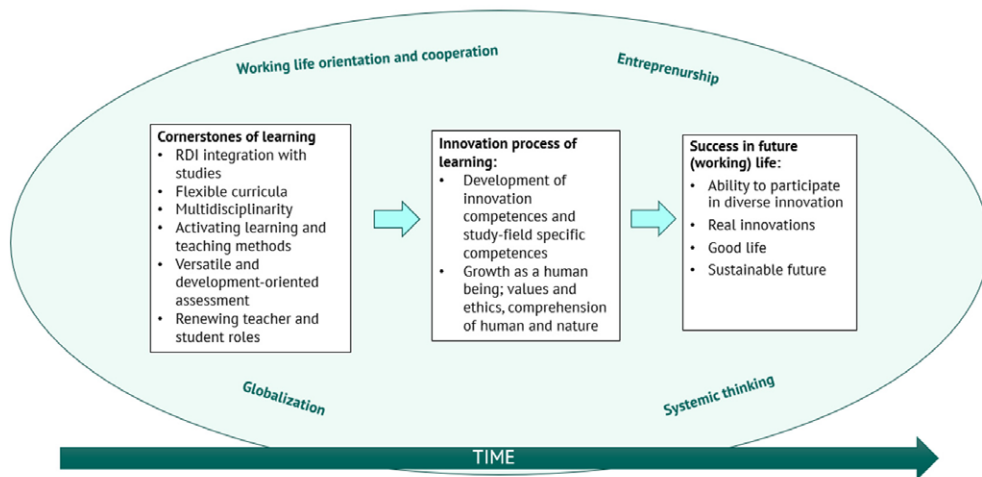 Working life orientation and cooperation
Entreprenurship
Cornerstones of learning
• RDI integration with
studies
• Flexible curricula
• Multidisciplinarity
• Activating learning and
teaching methods
• Versatile and
development-oriented
assessment
• Renewing teacher and
student roles
Innovation process of
learning:
• Development of
innovation
competences and
study-field specific
competences
• Growth as a human
being; values and
ethics, comprehension
of human and nature
Success in future
(working) life:
• Ability to participate
in diverse innovation
• Real innovations
• Good life
• Sustainable future
Globalization
Systemic thinking
TIME